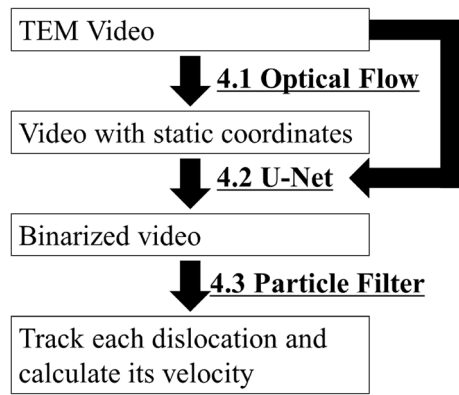 TEM Video
4.1 Optical Flow
Video with static coordinates
4.2 U-Net
Binarized video
4.3 Particle Filter
Track each dislocation and
calculate its velocity